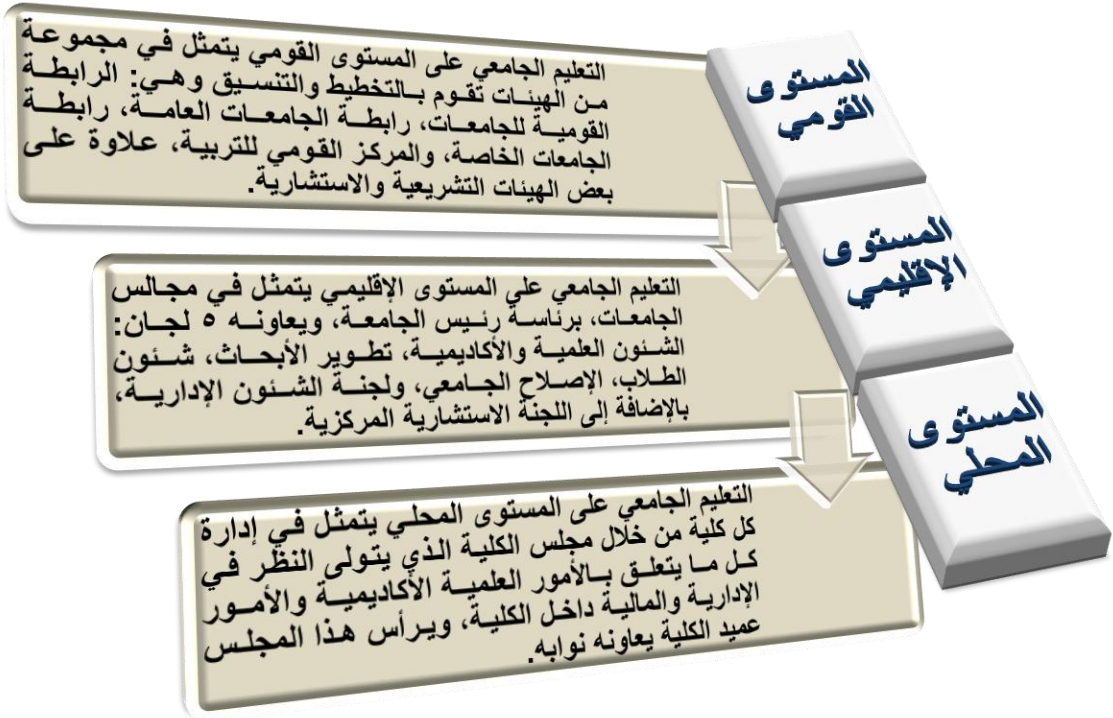 المستوى
القومي
التعليم الجامعي على المستوى القومي يتمثل في مجموعة
من الهيئات تقوم بالتخطيط والتنسيق وهي: الرابطة
القومية للجامعات، رابطة الجامعات العامة، رابطة
الجامعات الخاصة، والمركز القومي للتربية، علاوة على
بعض الهيئات التشريعية والاستشارية.
المستوى
الإقليمي
التعليم الجامعي على المستوى الإقليمي يتمثل في مجالس
الجامعات، برئاسة رئيس الجامعة، ويعاونه ٥ لجان:
الشئون العلمية والأكاديمية، تطوير الأبحاث، شئون
الطلاب، الإصلاح الجامعي، ولجنة الشئون الإدارية،
بالإضافة إلى اللجنة الاستشارية المركزية.
المستوى
المحلي
التعليم الجامعي على المستوى المحلي يتمثل في إدارة
كل كلية من خلال مجلس الكلية الذي يتولى النظر في
كل ما يتعلق بالأمور العلمية الأكاديمية والأمور
الإدارية والمالية داخل الكلية، ويرأس هذا المجلس
عميد الكلية يعاونه نوابه.